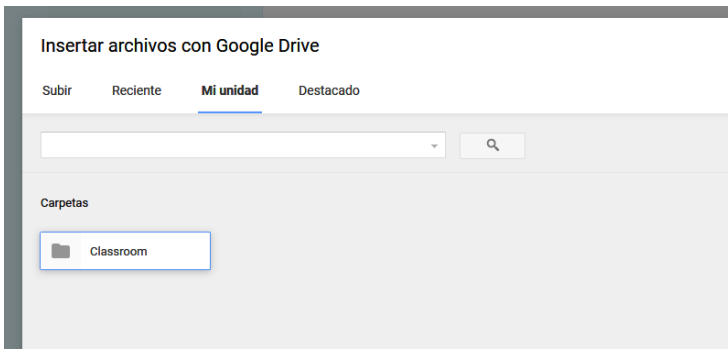 Insertar archivos con Google Drive
Subir Reciente Mi unidad Destacado
Carpetas
Classroom